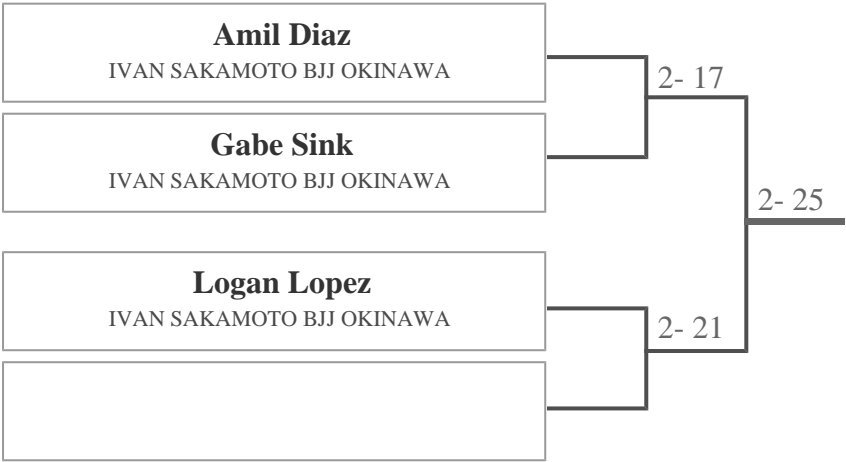 Amil Diaz
IVAN SAKAMOTO BJJ OKINAWA
2- 17
Gabe Sink
IVAN SAKAMOTO BJJ OKINAWA
2- 25
Logan Lopez
IVAN SAKAMOTO BJJ OKINAWA
2- 21